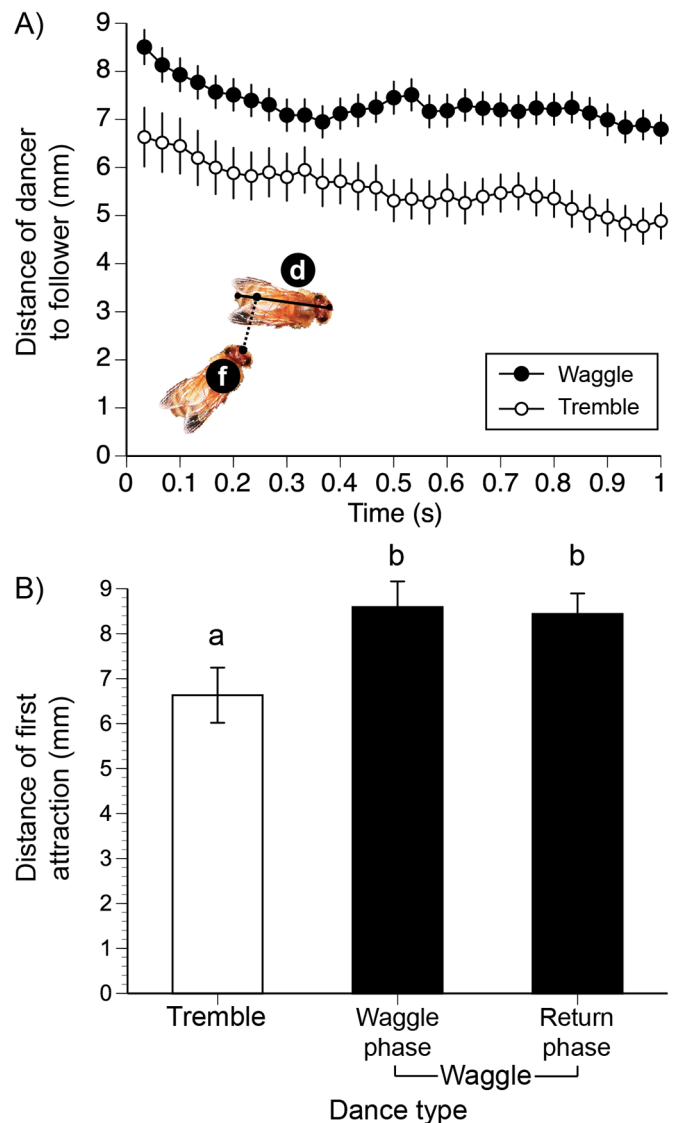 A)
9
8
7
6
5
4
3
2
1
0
Distance of dancer
to follower (mm)
d
f
Waggle
Tremble
0 0.1 0.2 0.3 0.4 0.5 0.6 0.7 0.8 0.9 1
Time (s)
B)
9
8
7
6
5
4
3
2
1
0
Distance of first
attraction (mm)
a
b
b
Tremble
Waggle
phase
Return
phase
Waggle
Dance type